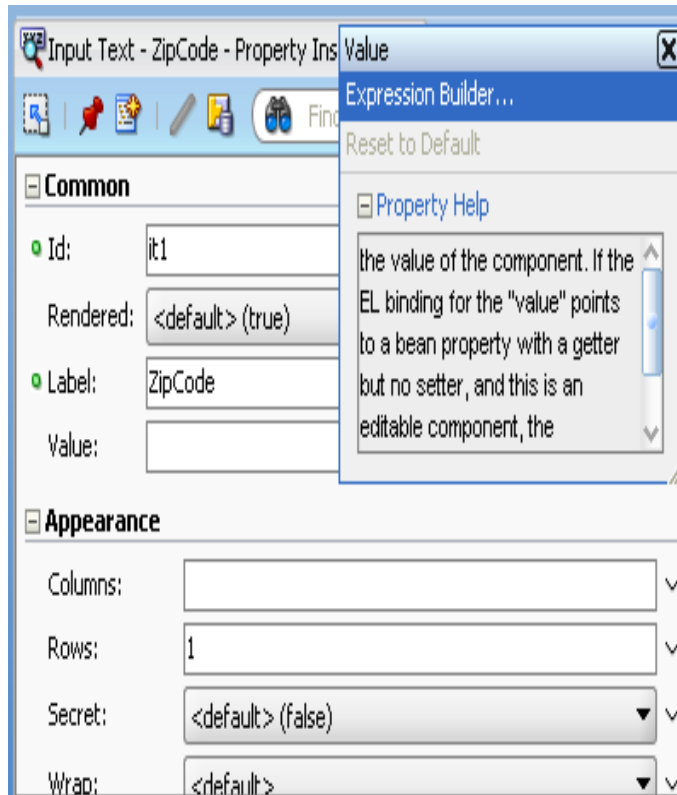 Input Text - ZipCode - Property Ins
Value
Expression Builder...
Find
Reset to Default
Common
Property Help
Id: it1
the value of the component. If the
EL binding for the "value" points
to a bean property with a getter
but no setter, and this is an
editable component, the
Rendered: <default> (true)
Label: ZipCode
Value:
Appearance
Columns:
Rows: 1
Secret: <default> (false)
Wrap: <default>